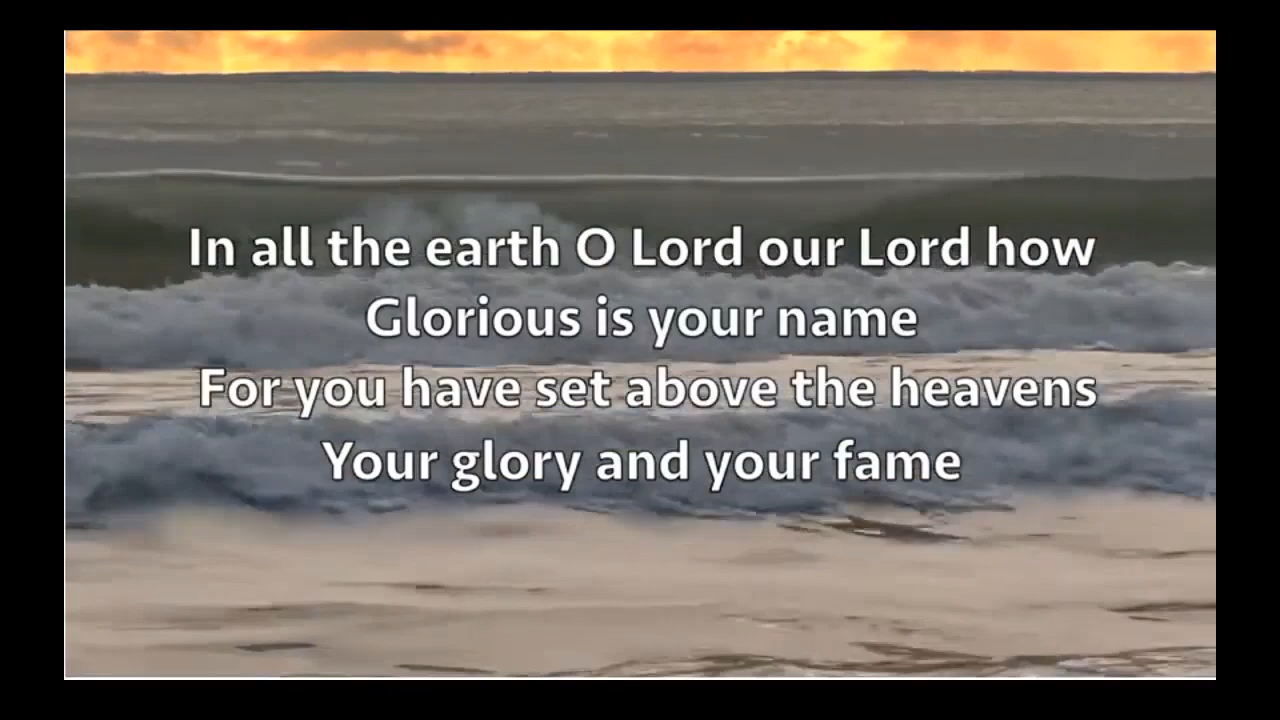 In all the earth O Lord our Lord how
Glorious is your name
For you have set above the heavens
Your glory and your fame